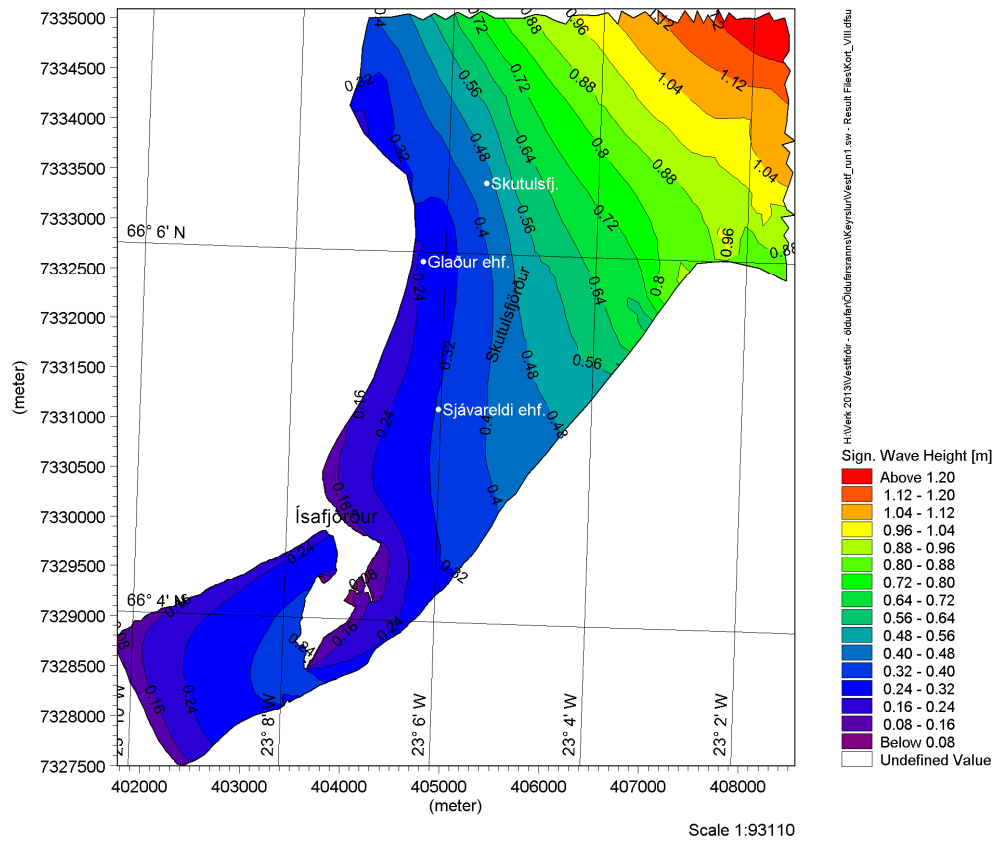 7335000
7334500
7334000
7333500
7333000
7332500
7332000
7331500
7331000
7330500
7330000
7329500
7329000
7328500
7328000
7327500
(meter)
402000 403000 404000 405000 406000 407000 408000
(meter)
Scale 1:93110
66° 6' N
66° 4' N
23° 8' W
23° 6' W
23° 4' W
23° 2' W
Skutulsfj.
Glaður ehf.
Skutulsfjörður
Sjávareldi ehf.
Ísafjörður
0.72
0.88
0.96
0.32
0.56
0.72
0.88
1.04
1.12
0.32
0.48
0.64
0.8
0.88
1.04
0.4
0.56
0.72
0.96
0.24
0.64
0.8
0.32
0.48
0.56
0.16
0.24
0.4
0.48
0.16
0.4
0.24
0.08
0.32
0.16
0.24
0.24
0.16
0.24
H:\Verk 2013\Vestfirðir - öldufar\Öldufarsranns\Keyrslur\Vestf_run1.sw - Result Files\Kort_VIII.dfsu
Sign. Wave Height [m]
Above 1.20
1.12 - 1.20
1.04 - 1.12
0.96 - 1.04
0.88 - 0.96
0.80 - 0.88
0.72 - 0.80
0.64 - 0.72
0.56 - 0.64
0.48 - 0.56
0.40 - 0.48
0.32 - 0.40
0.24 - 0.32
0.16 - 0.24
0.08 - 0.16
Below 0.08
Undefined Value